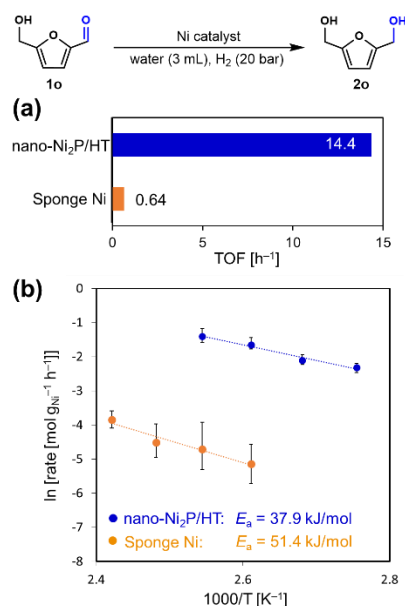 OH
O
O
1o
Ni catalyst
water (3 mL), H₂ (20 bar)
OH
O
OH
2o
(a)
nano-Ni₂P/HT
14.4
Sponge Ni
0.64
0 5 10 15
TOF [h⁻¹]
(b)
ln [rate [mol g_Ni⁻¹ h⁻¹]]
0
-1
-2
-3
-4
-5
-6
-7
-8
nano-Ni₂P/HT: Eₐ = 37.9 kJ/mol
Sponge Ni: Eₐ = 51.4 kJ/mol
2.4 2.6 2.8
1000/T [K⁻¹]